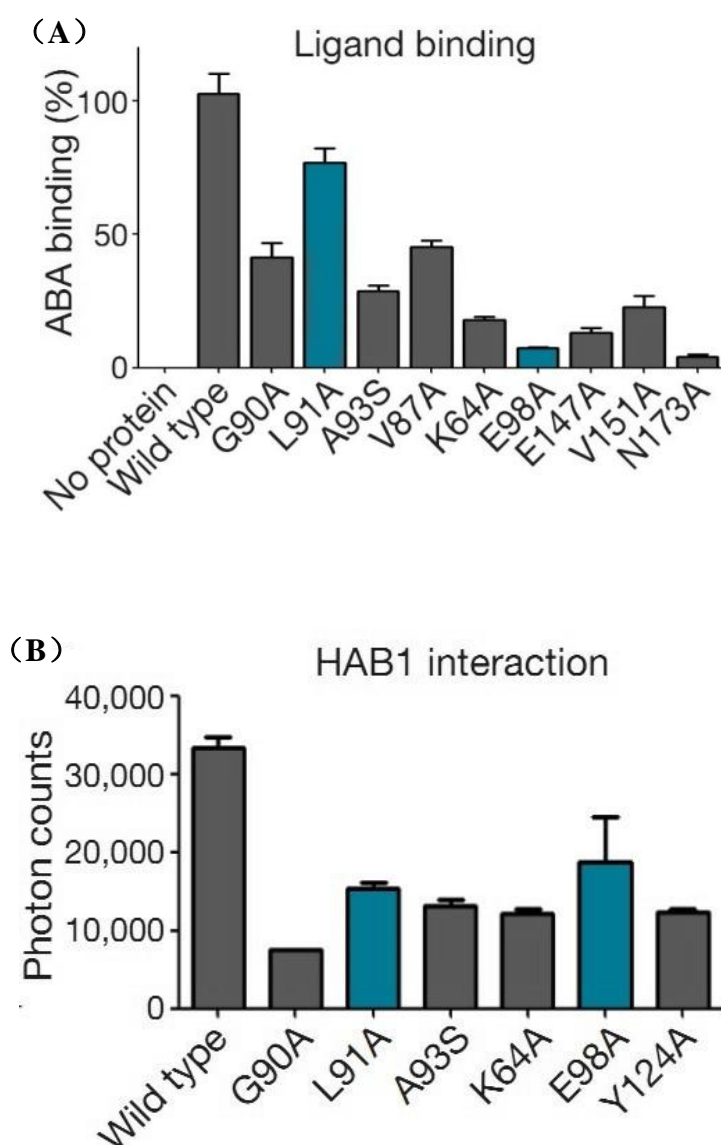 （A）
Ligand binding
ABA binding (%)
100
50
0
No protein
Wild type
G90A
L91A
A93S
V87A
K64A
E98A
E147A
V151A
N173A
（B）
HAB1 interaction
Photon counts
40,000
30,000
20,000
10,000
0
Wild type
G90A
L91A
A93S
K64A
E98A
Y124A